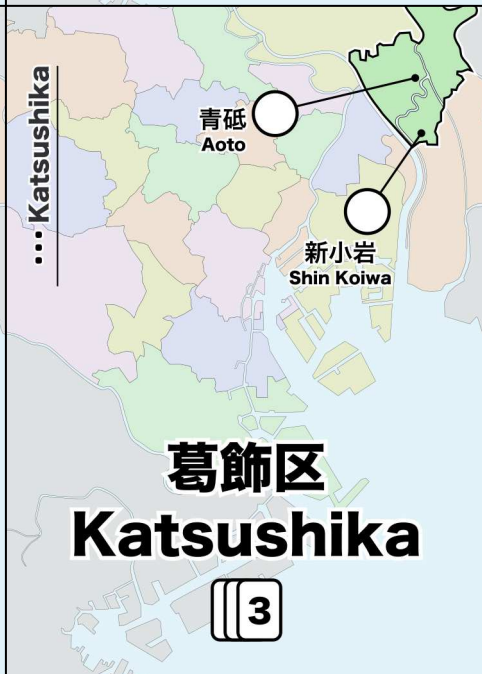 …Katsushika
青砥
Aoto
新小岩
Shin Koiwa
葛飾区
Katsushika
3